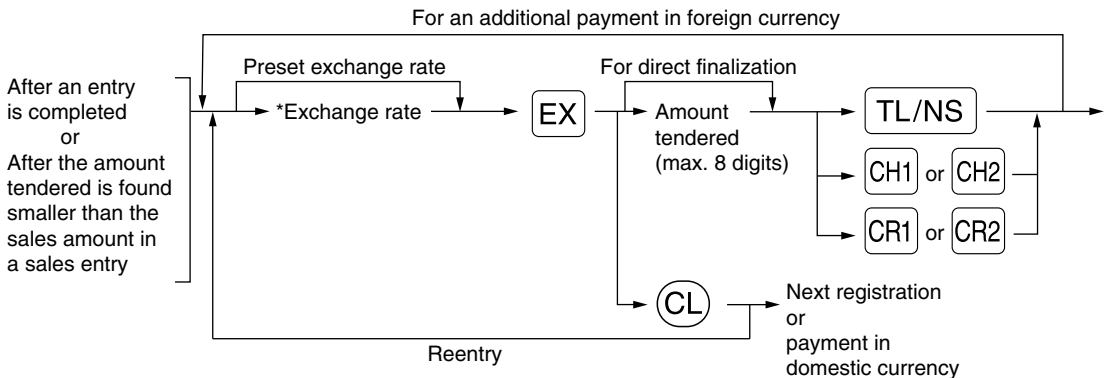 For an additional payment in foreign currency
After an entry
is completed
or
After the amount
tendered is found
smaller than the
sales amount in
a sales entry
Preset exchange rate
*Exchange rate
EX
For direct finalization
Amount
tendered
(max. 8 digits)
TL/NS
CH1 or CH2
CR1 or CR2
CL
Next registration
or
payment in
domestic currency
Reentry